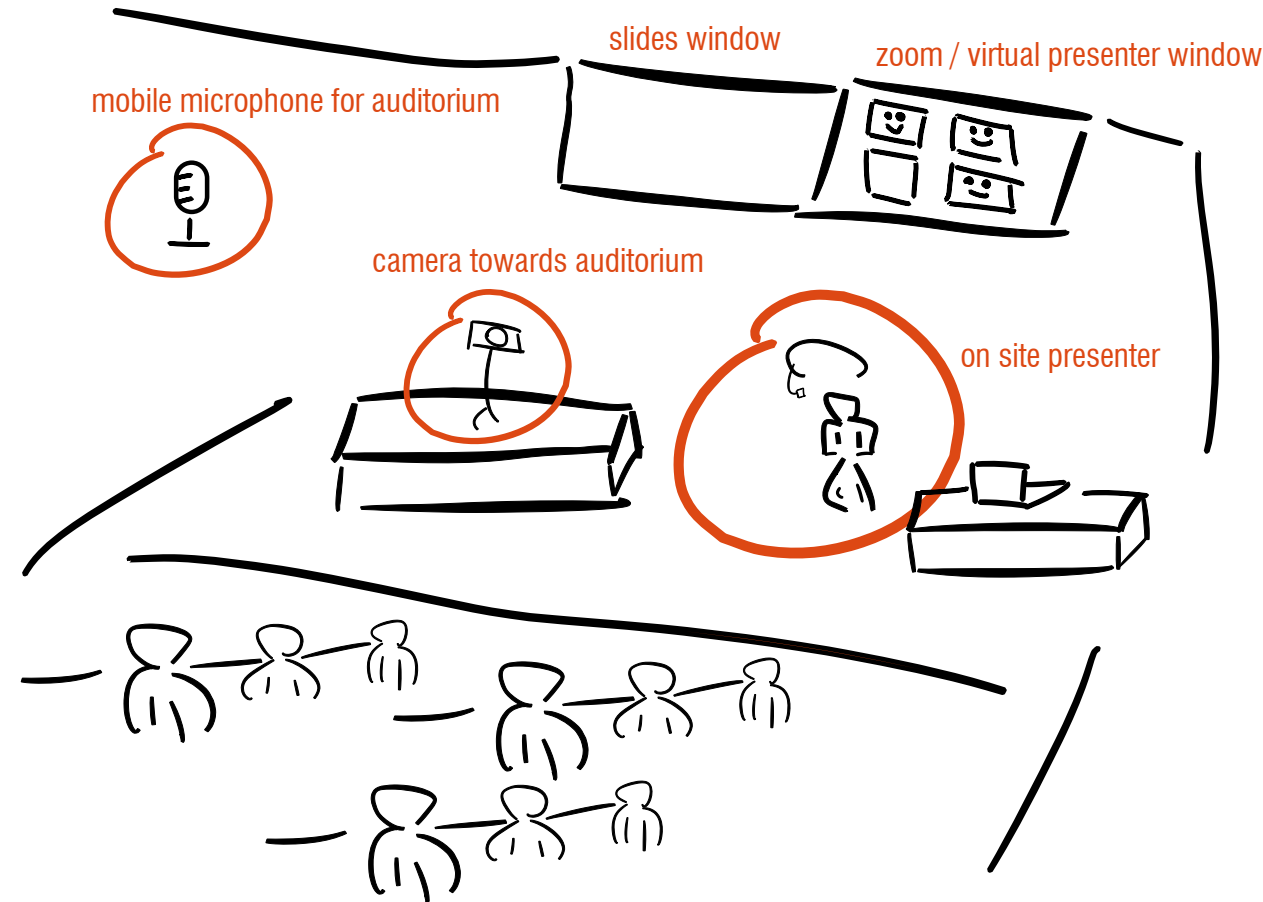 slides window
zoom / virtual presenter window
mobile microphone for auditorium
camera towards auditorium
on site presenter